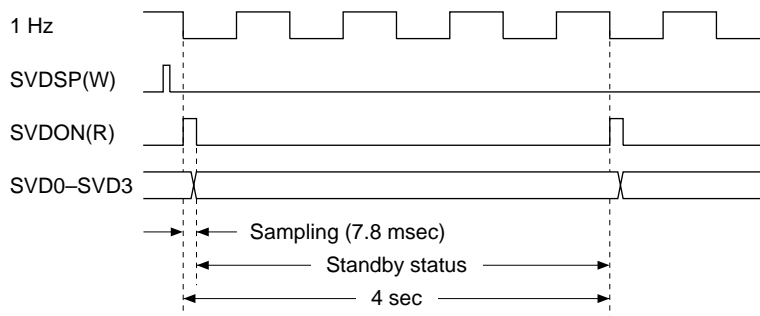 1 Hz
SVDSP(W)
SVDON(R)
SVD0–SVD3
Sampling (7.8 msec)
Standby status
4 sec